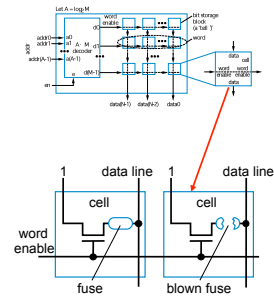 Let A = log₂M
word
enable
bit storage
block
(a "cell")
word
d0
addr0
a0
addr1
a1
A· M
decoder
d1
addr
addr(A-1)
a(A-1)
e
d(M-1)
en
data(N-1)
data(N-2)
data0
data
cell
word
enable
word
enable
data
1
data line
1
data line
cell
cell
word
enable
fuse
blown fuse